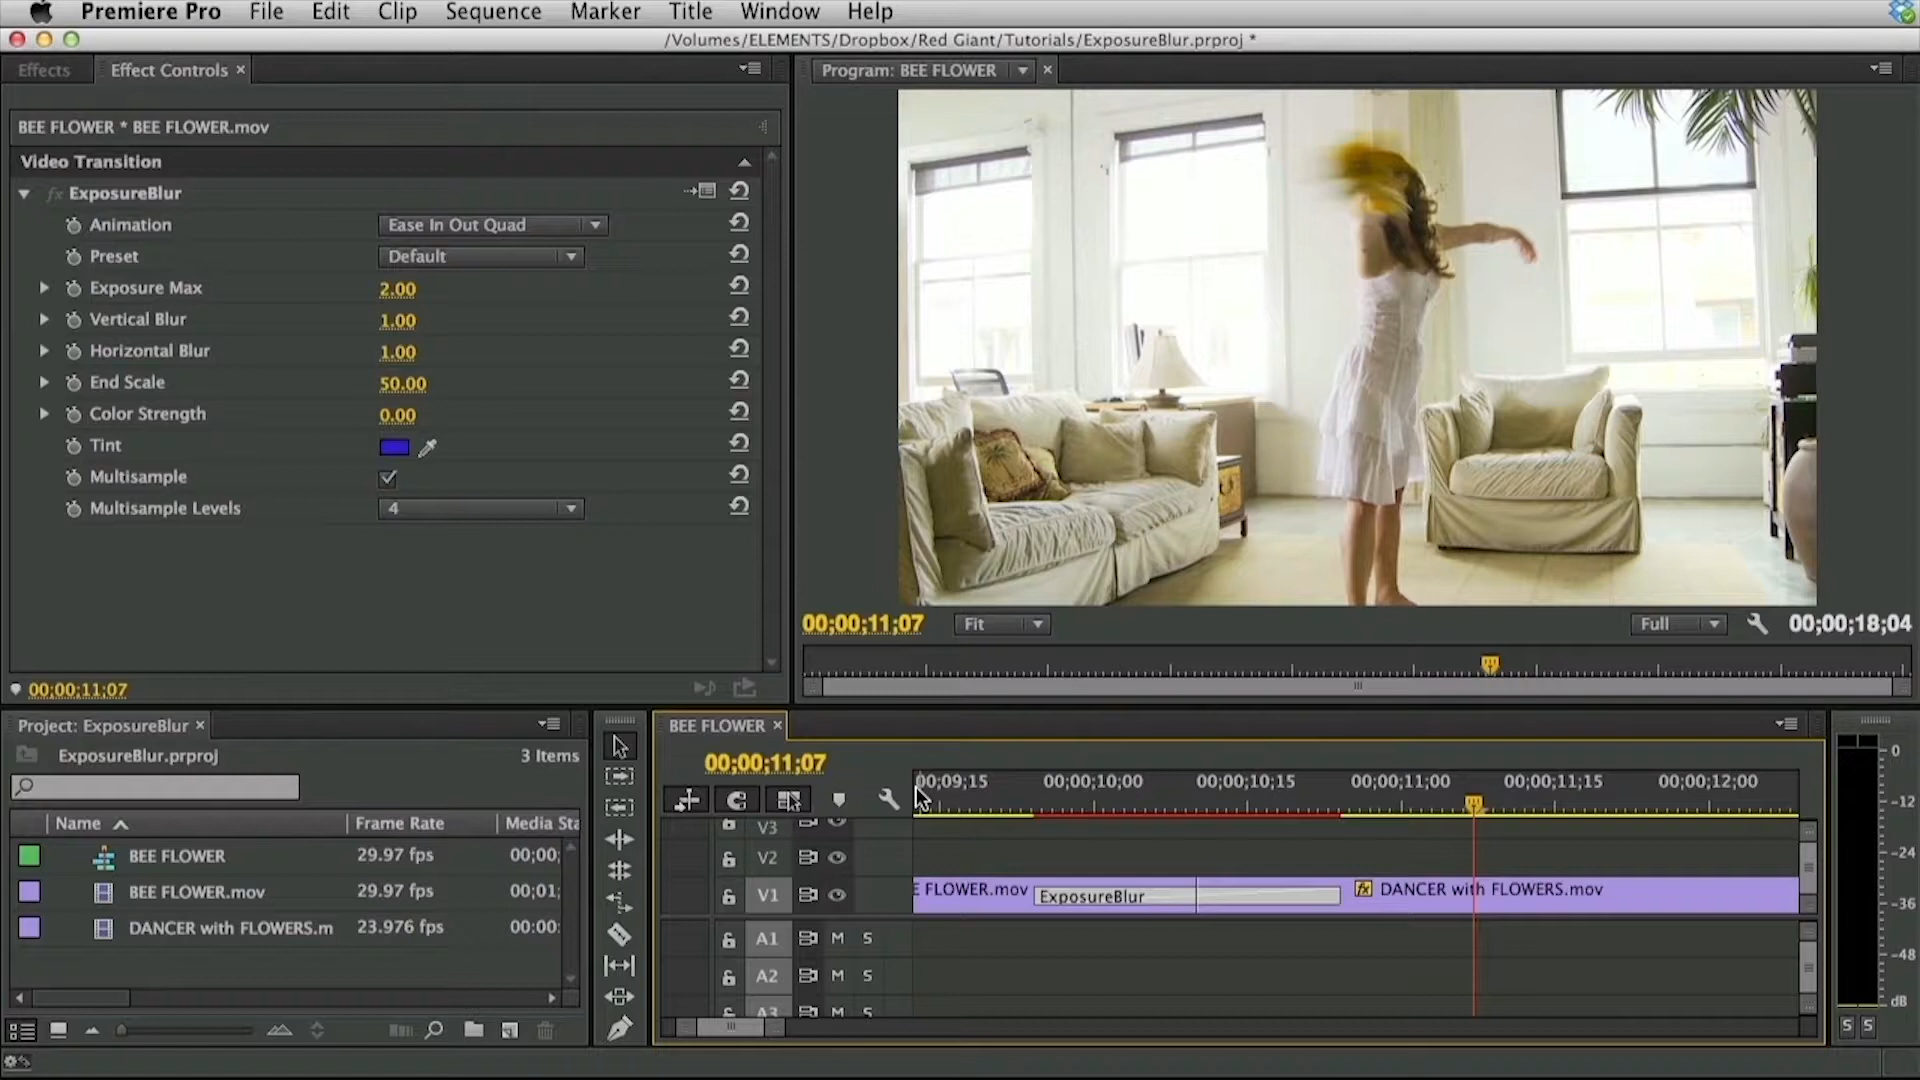 Premiere Pro File Edit Clip Sequence Marker Title Window Help
/Volumes/ELEMENTS/Dropbox/Red Giant/Tutorials/ExposureBlur.prproj *
Effects Effect Controls
Program: BEE FLOWER
BEE FLOWER * BEE FLOWER.mov
Video Transition
fx ExposureBlur
Animation Ease In Out Quad
Preset Default
Exposure Max 2.00
Vertical Blur 1.00
Horizontal Blur 1.00
End Scale 50.00
Color Strength 0.00
Tint
Multisample
Multisample Levels 4
00;00;11;07
00;00;11;07 Fit Full 00;00;18;04
Project: ExposureBlur
ExposureBlur.prproj 3 Items
Name Frame Rate Media Sta
BEE FLOWER 29.97 fps 00;00;
BEE FLOWER.mov 29.97 fps 00;01;
DANCER with FLOWERS.m 23.976 fps 00:00:
BEE FLOWER
00;00;11;07
00;09;15 00;00;10;00 00;00;10;15 00;00;11;00 00;00;11;15 00;00;12;00
V3
V2
V1 E FLOWER.mov ExposureBlur fx DANCER with FLOWERS.mov
A1 M S
A2 M S
A3 M S
0
-12
-24
-36
-48
dB
S S